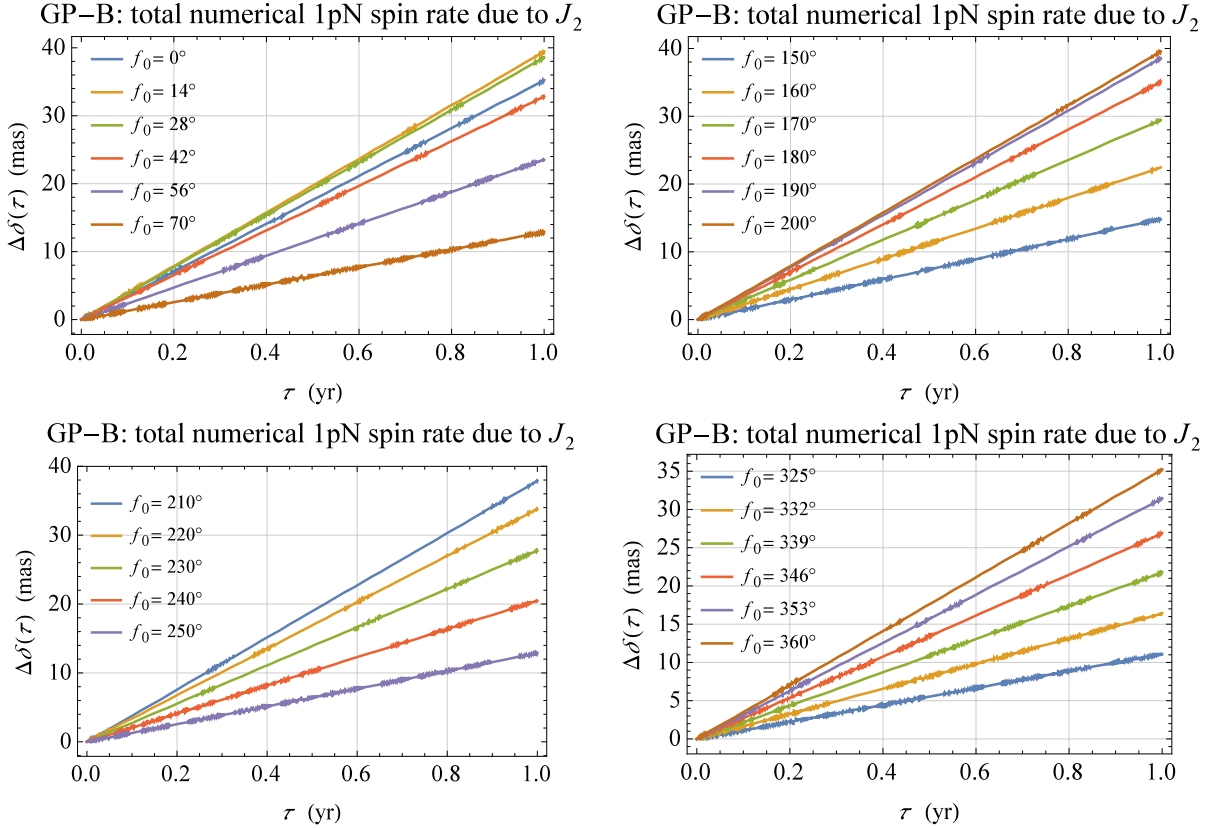 GP−B: total numerical 1pN spin rate due to J₂
Δδ(τ) (mas)
40
30
20
10
0
f₀= 0°
f₀= 14°
f₀= 28°
f₀= 42°
f₀= 56°
f₀= 70°
0.0 0.2 0.4 0.6 0.8 1.0
τ (yr)
GP−B: total numerical 1pN spin rate due to J₂
Δδ(τ) (mas)
40
30
20
10
0
f₀= 150°
f₀= 160°
f₀= 170°
f₀= 180°
f₀= 190°
f₀= 200°
0.0 0.2 0.4 0.6 0.8 1.0
τ (yr)
GP−B: total numerical 1pN spin rate due to J₂
Δδ(τ) (mas)
40
30
20
10
0
f₀= 210°
f₀= 220°
f₀= 230°
f₀= 240°
f₀= 250°
0.0 0.2 0.4 0.6 0.8 1.0
τ (yr)
GP−B: total numerical 1pN spin rate due to J₂
Δδ(τ) (mas)
35
30
25
20
15
10
5
0
f₀= 325°
f₀= 332°
f₀= 339°
f₀= 346°
f₀= 353°
f₀= 360°
0.0 0.2 0.4 0.6 0.8 1.0
τ (yr)